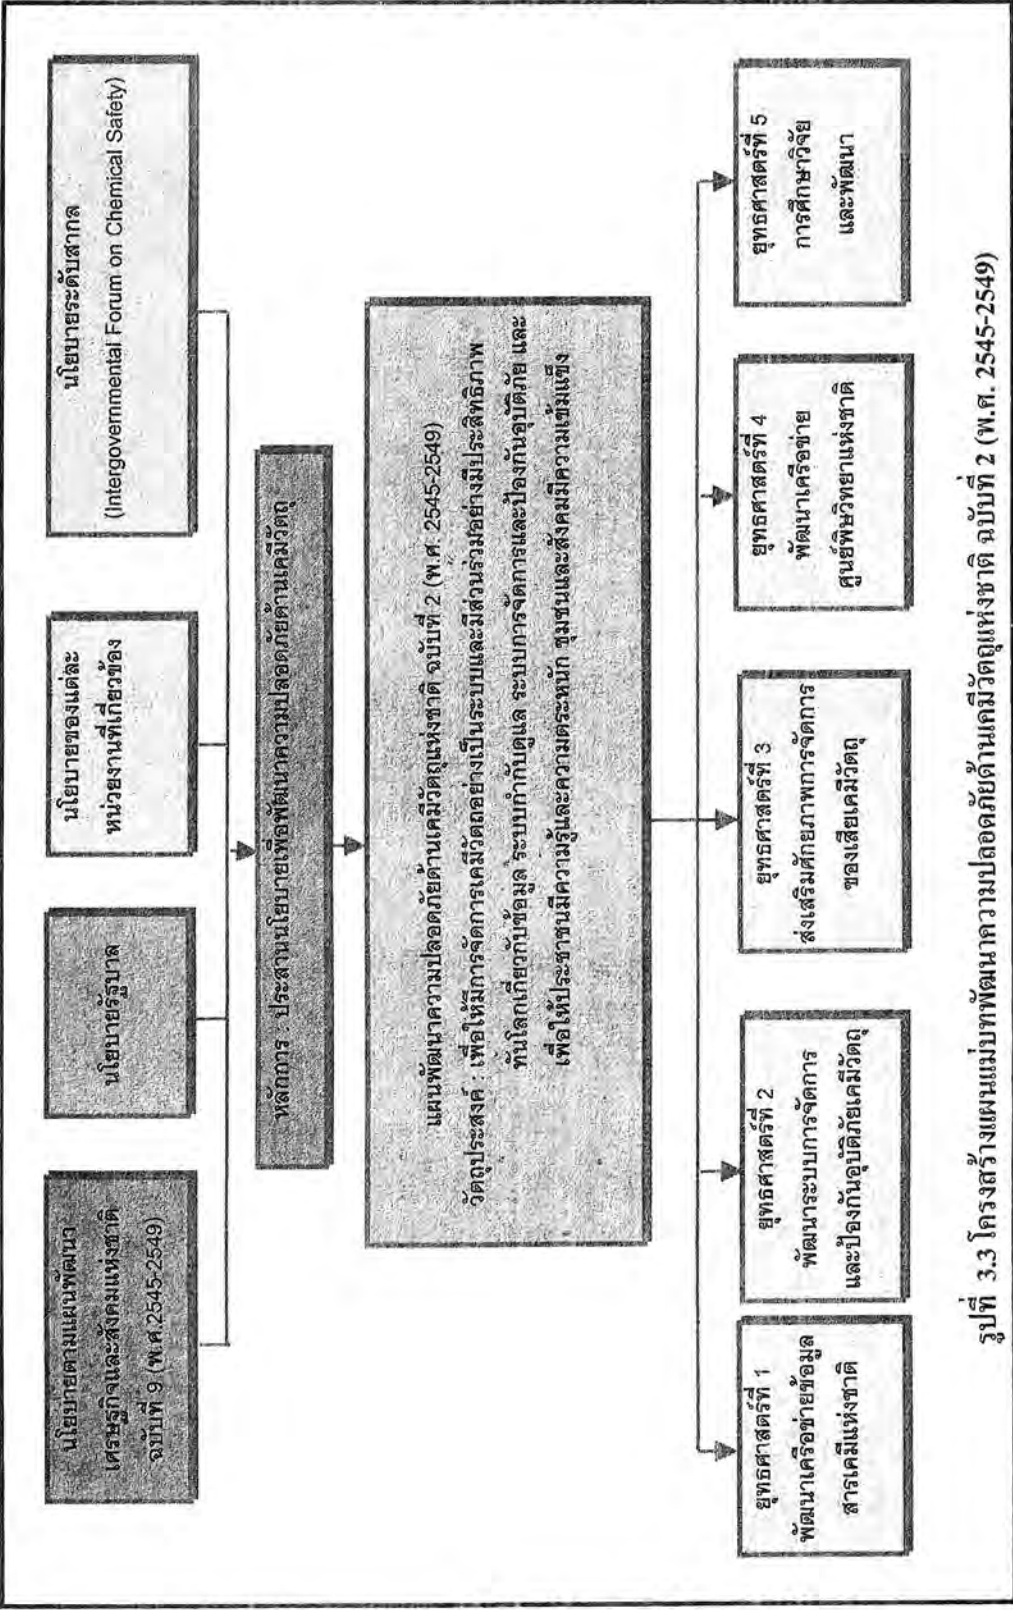 นโยบายตามแผนพัฒนา
เศรษฐกิจและสังคมแห่งชาติ
ฉบับที่ 9 (พ.ศ.2545-2549)
นโยบายรัฐบาล
นโยบายของแต่ละ
หน่วยงานที่เกี่ยวข้อง
นโยบายระดับสากล
(Intergovernmental Forum on Chemical Safety)
หลักการ : ประสานนโยบายเพื่อพัฒนาความปลอดภัยด้านเคมีวัตถุ
แผนพัฒนาความปลอดภัยด้านเคมีวัตถุแห่งชาติ ฉบับที่ 2 (พ.ศ. 2545-2549)
วัตถุประสงค์ : เพื่อให้มีการจัดการเคมีวัตถุอย่างเป็นระบบและมีส่วนร่วมอย่างมีประสิทธิภาพ
ทันโลกเกี่ยวกับข้อมูล ระบบกำกับดูแล ระบบการจัดการและป้องกันอุบัติภัย และ
เพื่อให้ประชาชนมีความรู้และความตระหนัก ชุมชนและสังคมมีความเข้มแข็ง
ยุทธศาสตร์ที่ 1
พัฒนาเครือข่ายข้อมูล
สารเคมีแห่งชาติ
ยุทธศาสตร์ที่ 2
พัฒนาระบบการจัดการ
และป้องกันอุบัติภัยเคมีวัตถุ
ยุทธศาสตร์ที่ 3
ส่งเสริมศักยภาพการจัดการ
ของเสียเคมีวัตถุ
ยุทธศาสตร์ที่ 4
พัฒนาเครือข่าย
ศูนย์พิษวิทยาแห่งชาติ
ยุทธศาสตร์ที่ 5
การศึกษาวิจัย
และพัฒนา
รูปที่ 3.3 โครงสร้างแผนแม่บทพัฒนาความปลอดภัยด้านเคมีวัตถุแห่งชาติ ฉบับที่ 2 (พ.ศ. 2545-2549)